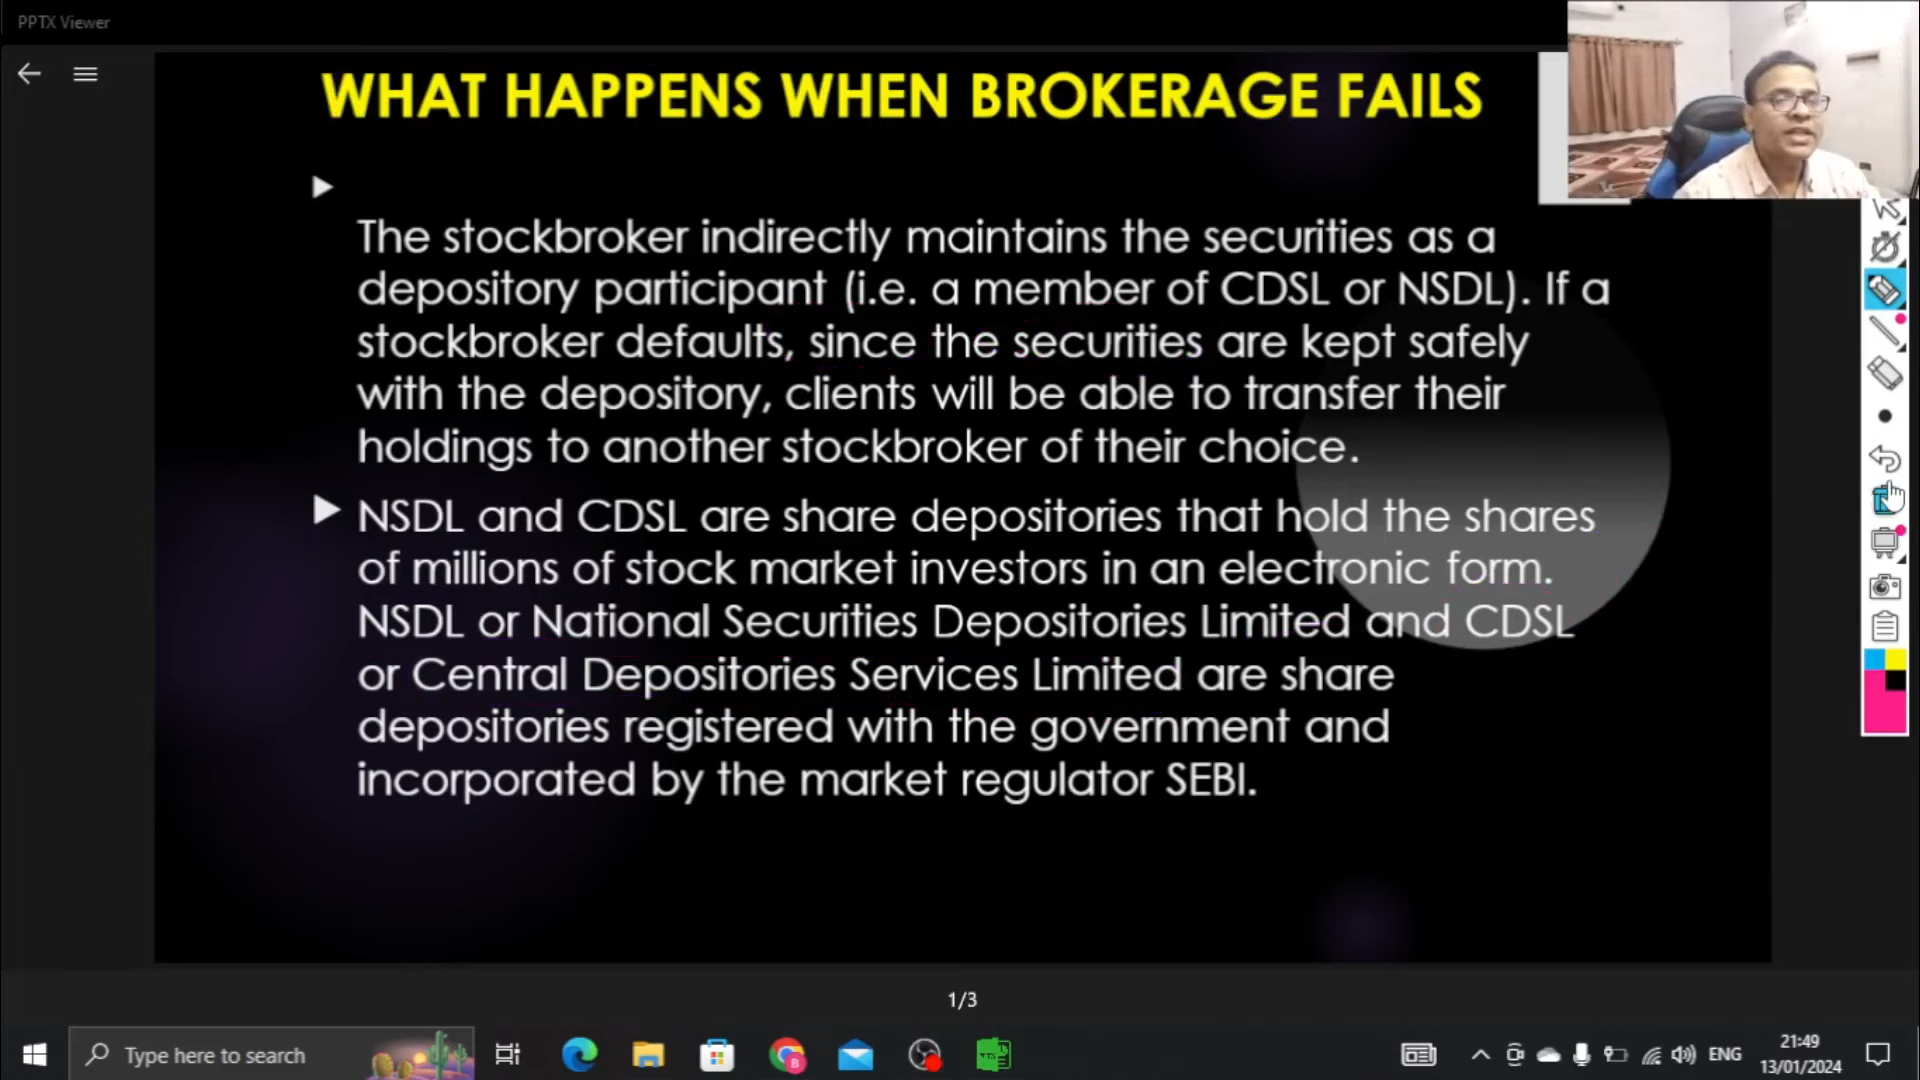 PPTX Viewer
WHAT HAPPENS WHEN BROKERAGE FAILS
The stockbroker indirectly maintains the securities as a
depository participant (i.e. a member of CDSL or NSDL). If a
stockbroker defaults, since the securities are kept safely
with the depository, clients will be able to transfer their
holdings to another stockbroker of their choice.
NSDL and CDSL are share depositories that hold the shares
of millions of stock market investors in an electronic form.
NSDL or National Securities Depositories Limited and CDSL
or Central Depositories Services Limited are share
depositories registered with the government and
incorporated by the market regulator SEBI.
1/3
Type here to search
B
ENG
21:49
13/01/2024